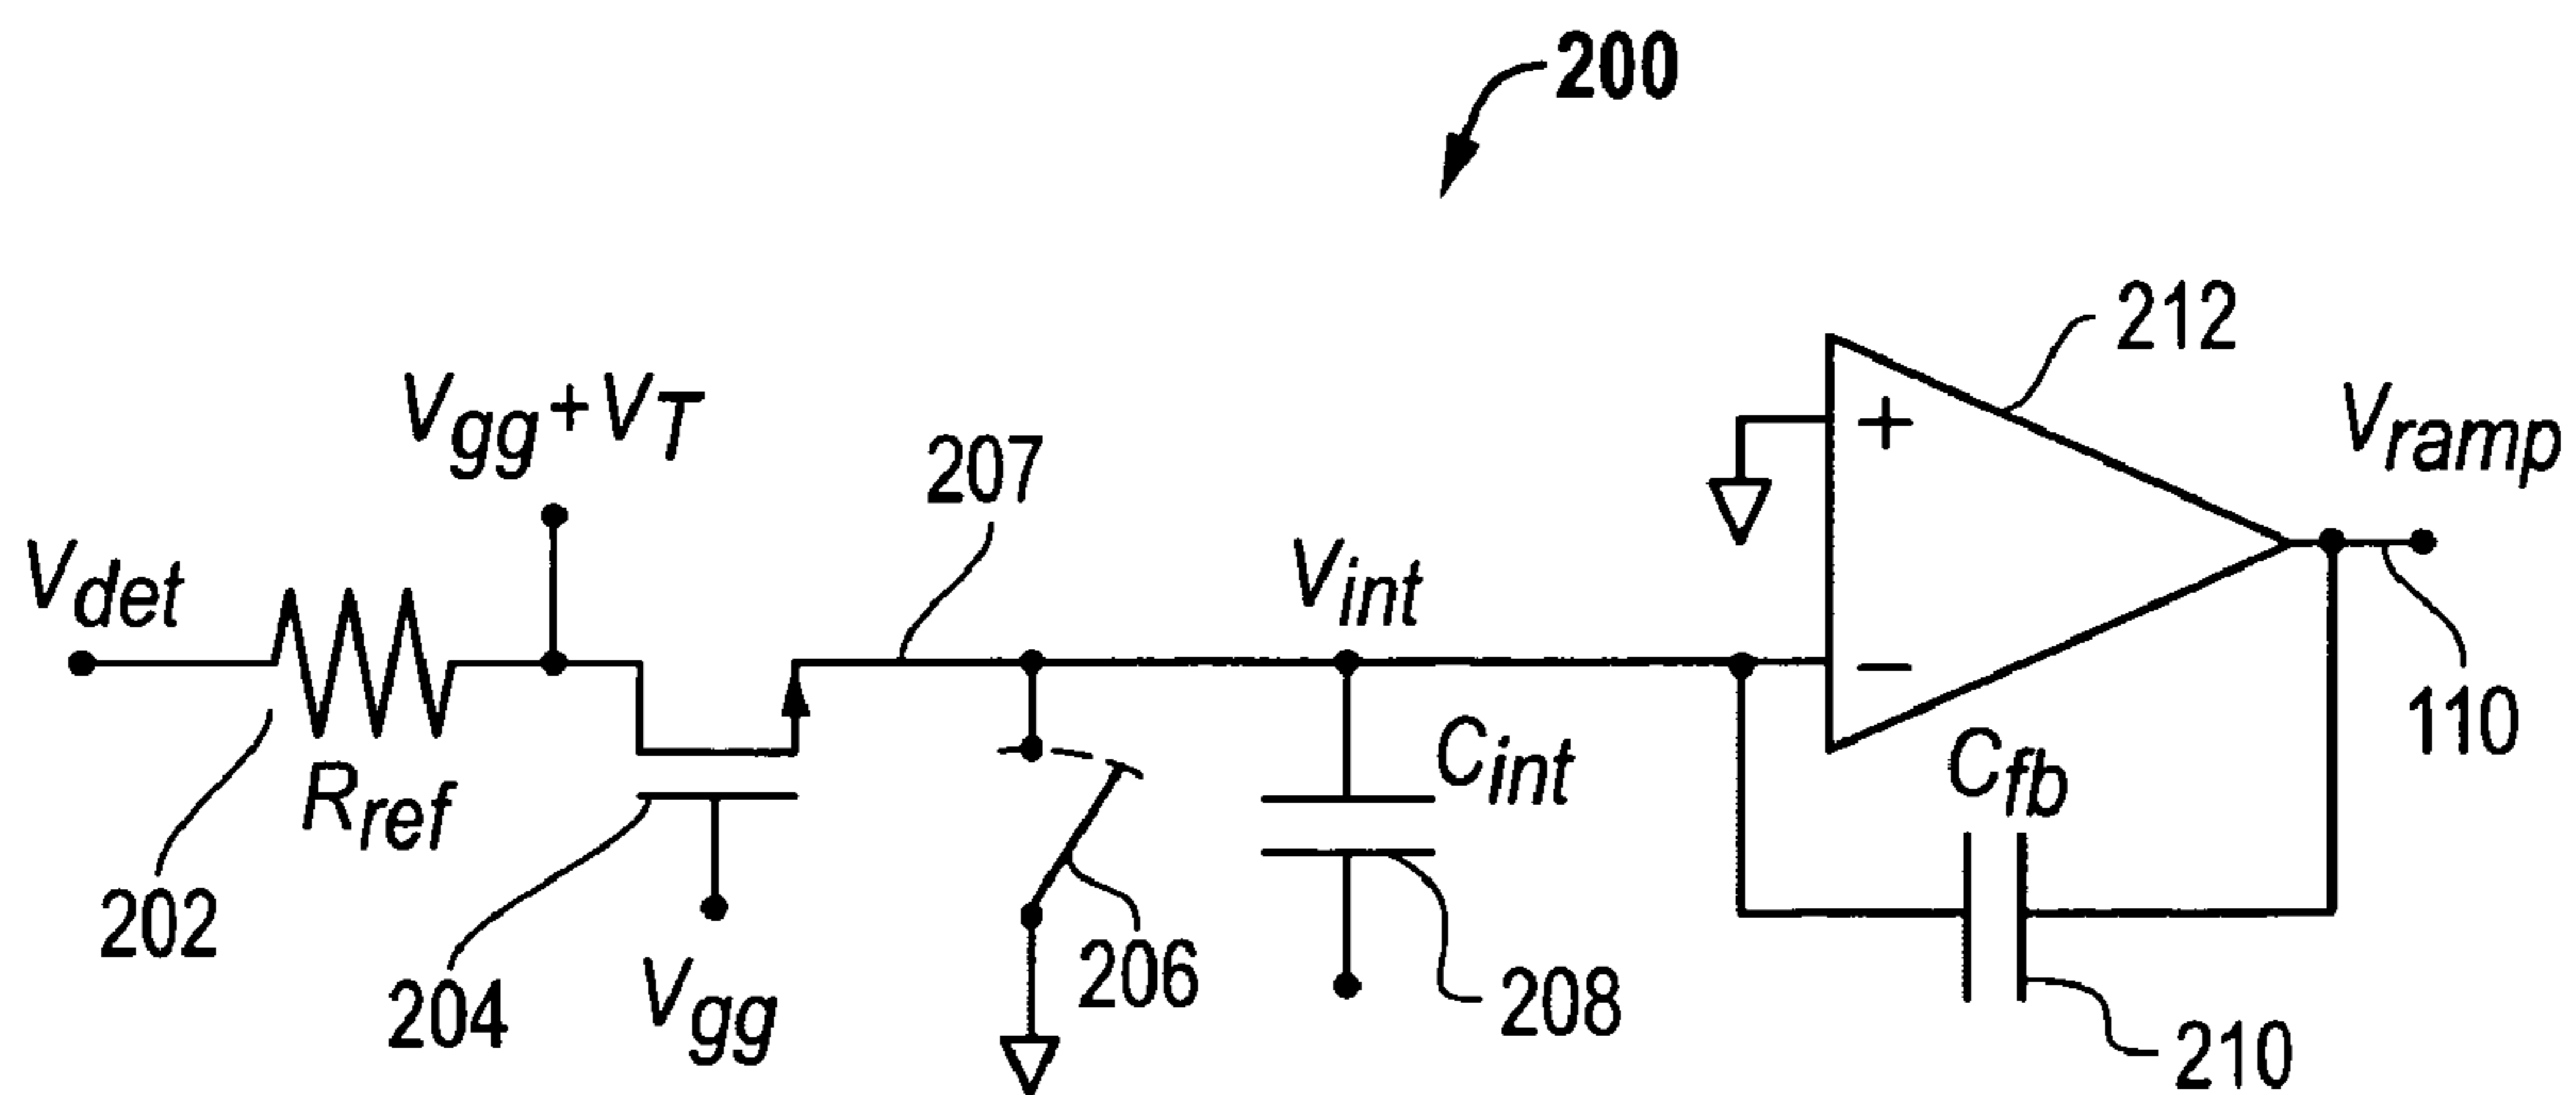 200
212
Vgg + VT
Vramp
207
Vdet
Vint
+
−
110
Cint
Cfb
Rref
202
204
Vgg
206
208
210